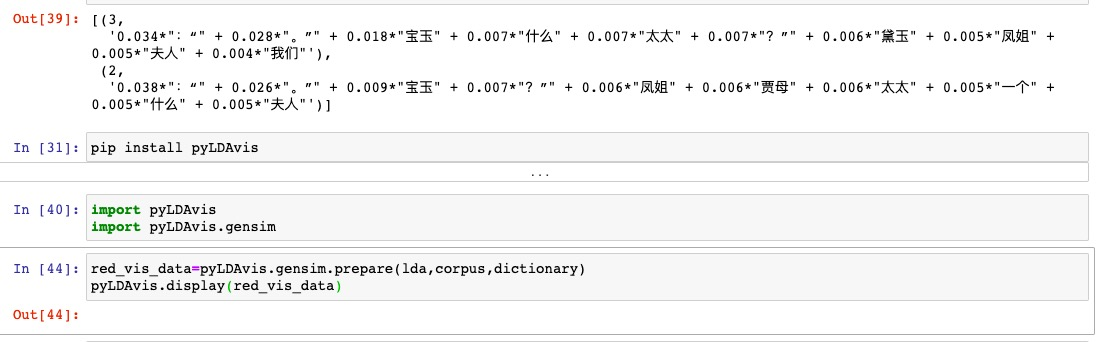 Out[39]: [(3,
'0.034*"：“" + 0.028*"。”" + 0.018*"宝玉" + 0.007*"什么" + 0.007*"太太" + 0.007*"？”" + 0.006*"黛玉" + 0.005*"凤姐" +
0.005*"夫人" + 0.004*"我们"'),
(2,
'0.038*"：“" + 0.026*"。”" + 0.009*"宝玉" + 0.007*"？”" + 0.006*"凤姐" + 0.006*"贾母" + 0.006*"太太" + 0.005*"一个" +
0.005*"什么" + 0.005*"夫人"')]
In [31]: pip install pyLDAvis
...
In [40]: import pyLDAvis
import pyLDAvis.gensim
In [44]: red_vis_data=pyLDAvis.gensim.prepare(lda,corpus,dictionary)
pyLDAvis.display(red_vis_data)
Out[44]: